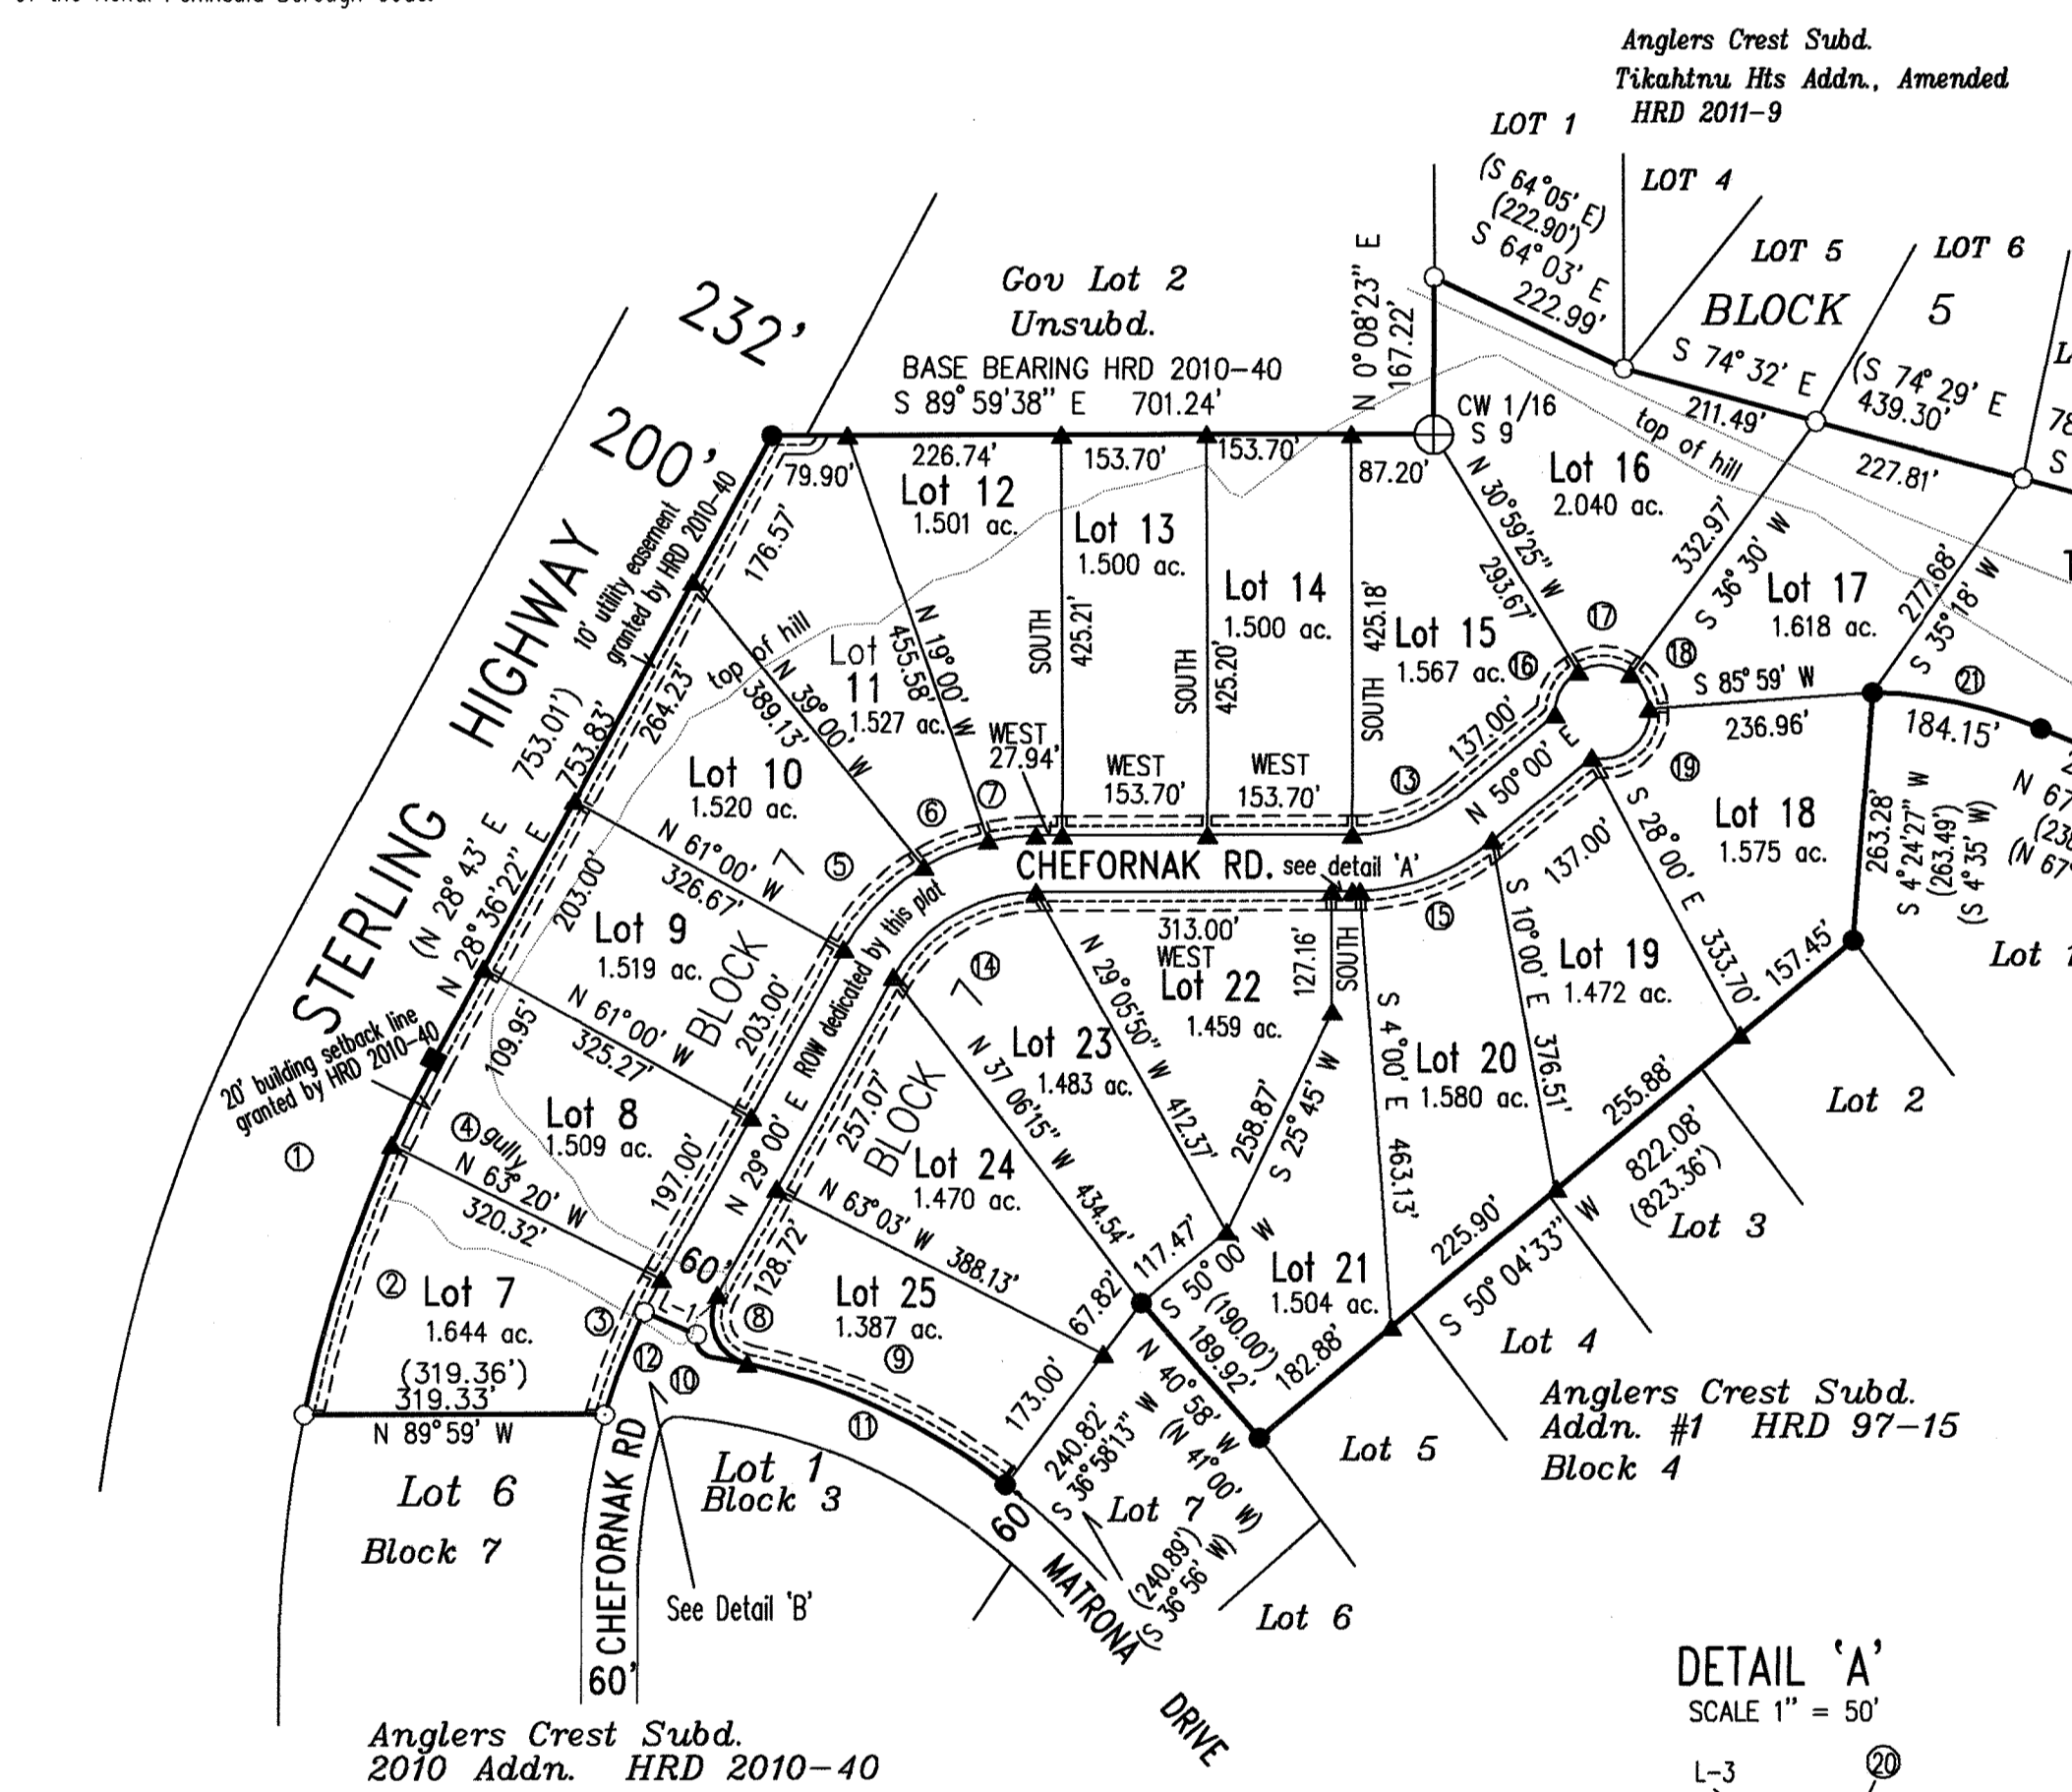 Anglers Crest Subd.
Tikahtnu Hts Addn., Amended
HRD 2011-9
LOT 1
(S 64°05' E)
(222.90')
S 64°03' E
222.99'
LOT 4
LOT 5
LOT 6
BLOCK 5
S 74°32' E
211.49'
(S 74°29' E
439.30'
227.81'
232'
200'
Gov Lot 2
Unsubd.
BASE BEARING HRD 2010-40
S 89°59'38" E 701.24'
N 0°08'23" E
167.22'
CW 1/16
S 9
79.90'
226.74'
153.70'
153.70'
87.20'
top of hill
STERLING HIGHWAY
10' utility easement
granted by HRD 2010-40
176.57'
264.23'
753.83'
753.01')
(N 28°43' E
N 28°36'22" E
203.00'
109.95'
20' building setback line
granted by HRD 2010-40
1
Lot 12
1.501 ac.
Lot 13
1.500 ac.
Lot 14
1.500 ac.
Lot 15
1.567 ac.
Lot 16
2.040 ac.
Lot 17
1.618 ac.
N 30°59'25" W
293.67'
332.97'
S 36°30' W
277.68'
S 35°18' W
SOUTH
425.21'
SOUTH
425.20'
SOUTH 425.18'
16
17
18
S 85°59' W
236.96'
21
184.15'
19
top of hill
Lot
11
1.527 ac.
N 19°00' W
455.58'
N 39°00' W
389.13'
Lot 10
1.520 ac.
N 61°00' W
326.67'
WEST
27.94'
WEST
153.70'
WEST
153.70'
137.00'
13
N 50°00' E
5
6
7
CHEFORNAK RD. see detail 'A'
137.00'
15
Lot 9
1.519 ac.
BLOCK 7
N 61°00' W
325.27'
203.00'
N 29°00' E ROW dedicated by this plat
313.00'
WEST
14
BLOCK 7
257.07'
Lot 18
1.575 ac.
S 28°00' E 333.70'
263.28'
S 4°24'27" W
(263.49')
(S 4°35' W)
157.45'
Lot 19
1.472 ac.
S 10°00' E 376.51'
Lot 20
1.580 ac.
S 4°00' E 463.13'
127.16'
SOUTH
Lot 22
1.459 ac.
258.87'
S 25°45' W
N 29°05'50" W 412.37'
Lot 23
1.483 ac.
N 37 06'15" W 434.54'
Lot 24
1.470 ac.
N 63°03' W 388.13'
Lot 8
1.509 ac.
4
gully
N 63°20' W
320.32'
197.00'
60'
128.72'
L-1
Lot 25
1.387 ac.
8
9
2
Lot 7
1.644 ac.
(319.36')
319.33'
N 89°59' W
3
12
10
11
67.82'
117.47'
S 50°00' W
(190.00')
189.92'
173.00'
240.82'
S 36°58'13" W
N 40°58' W
(N 41°00' W)
Lot 21
1.504 ac.
182.88'
225.90'
255.88'
822.08'
(823.36')
S 50°04'33" W
Lot 2
Lot 3
Lot 4
Lot 5
Anglers Crest Subd.
Addn. #1 HRD 97-15
Block 4
Lot 6
Block 7
CHEFORNAK RD
60'
Lot 1
Block 3
See Detail 'B'
60'
MATRONA DRIVE
Lot 7
(240.89')
(S 36°56' W)
Lot 6
Anglers Crest Subd.
2010 Addn. HRD 2010-40
DETAIL 'A'
SCALE 1" = 50'
L-3
20